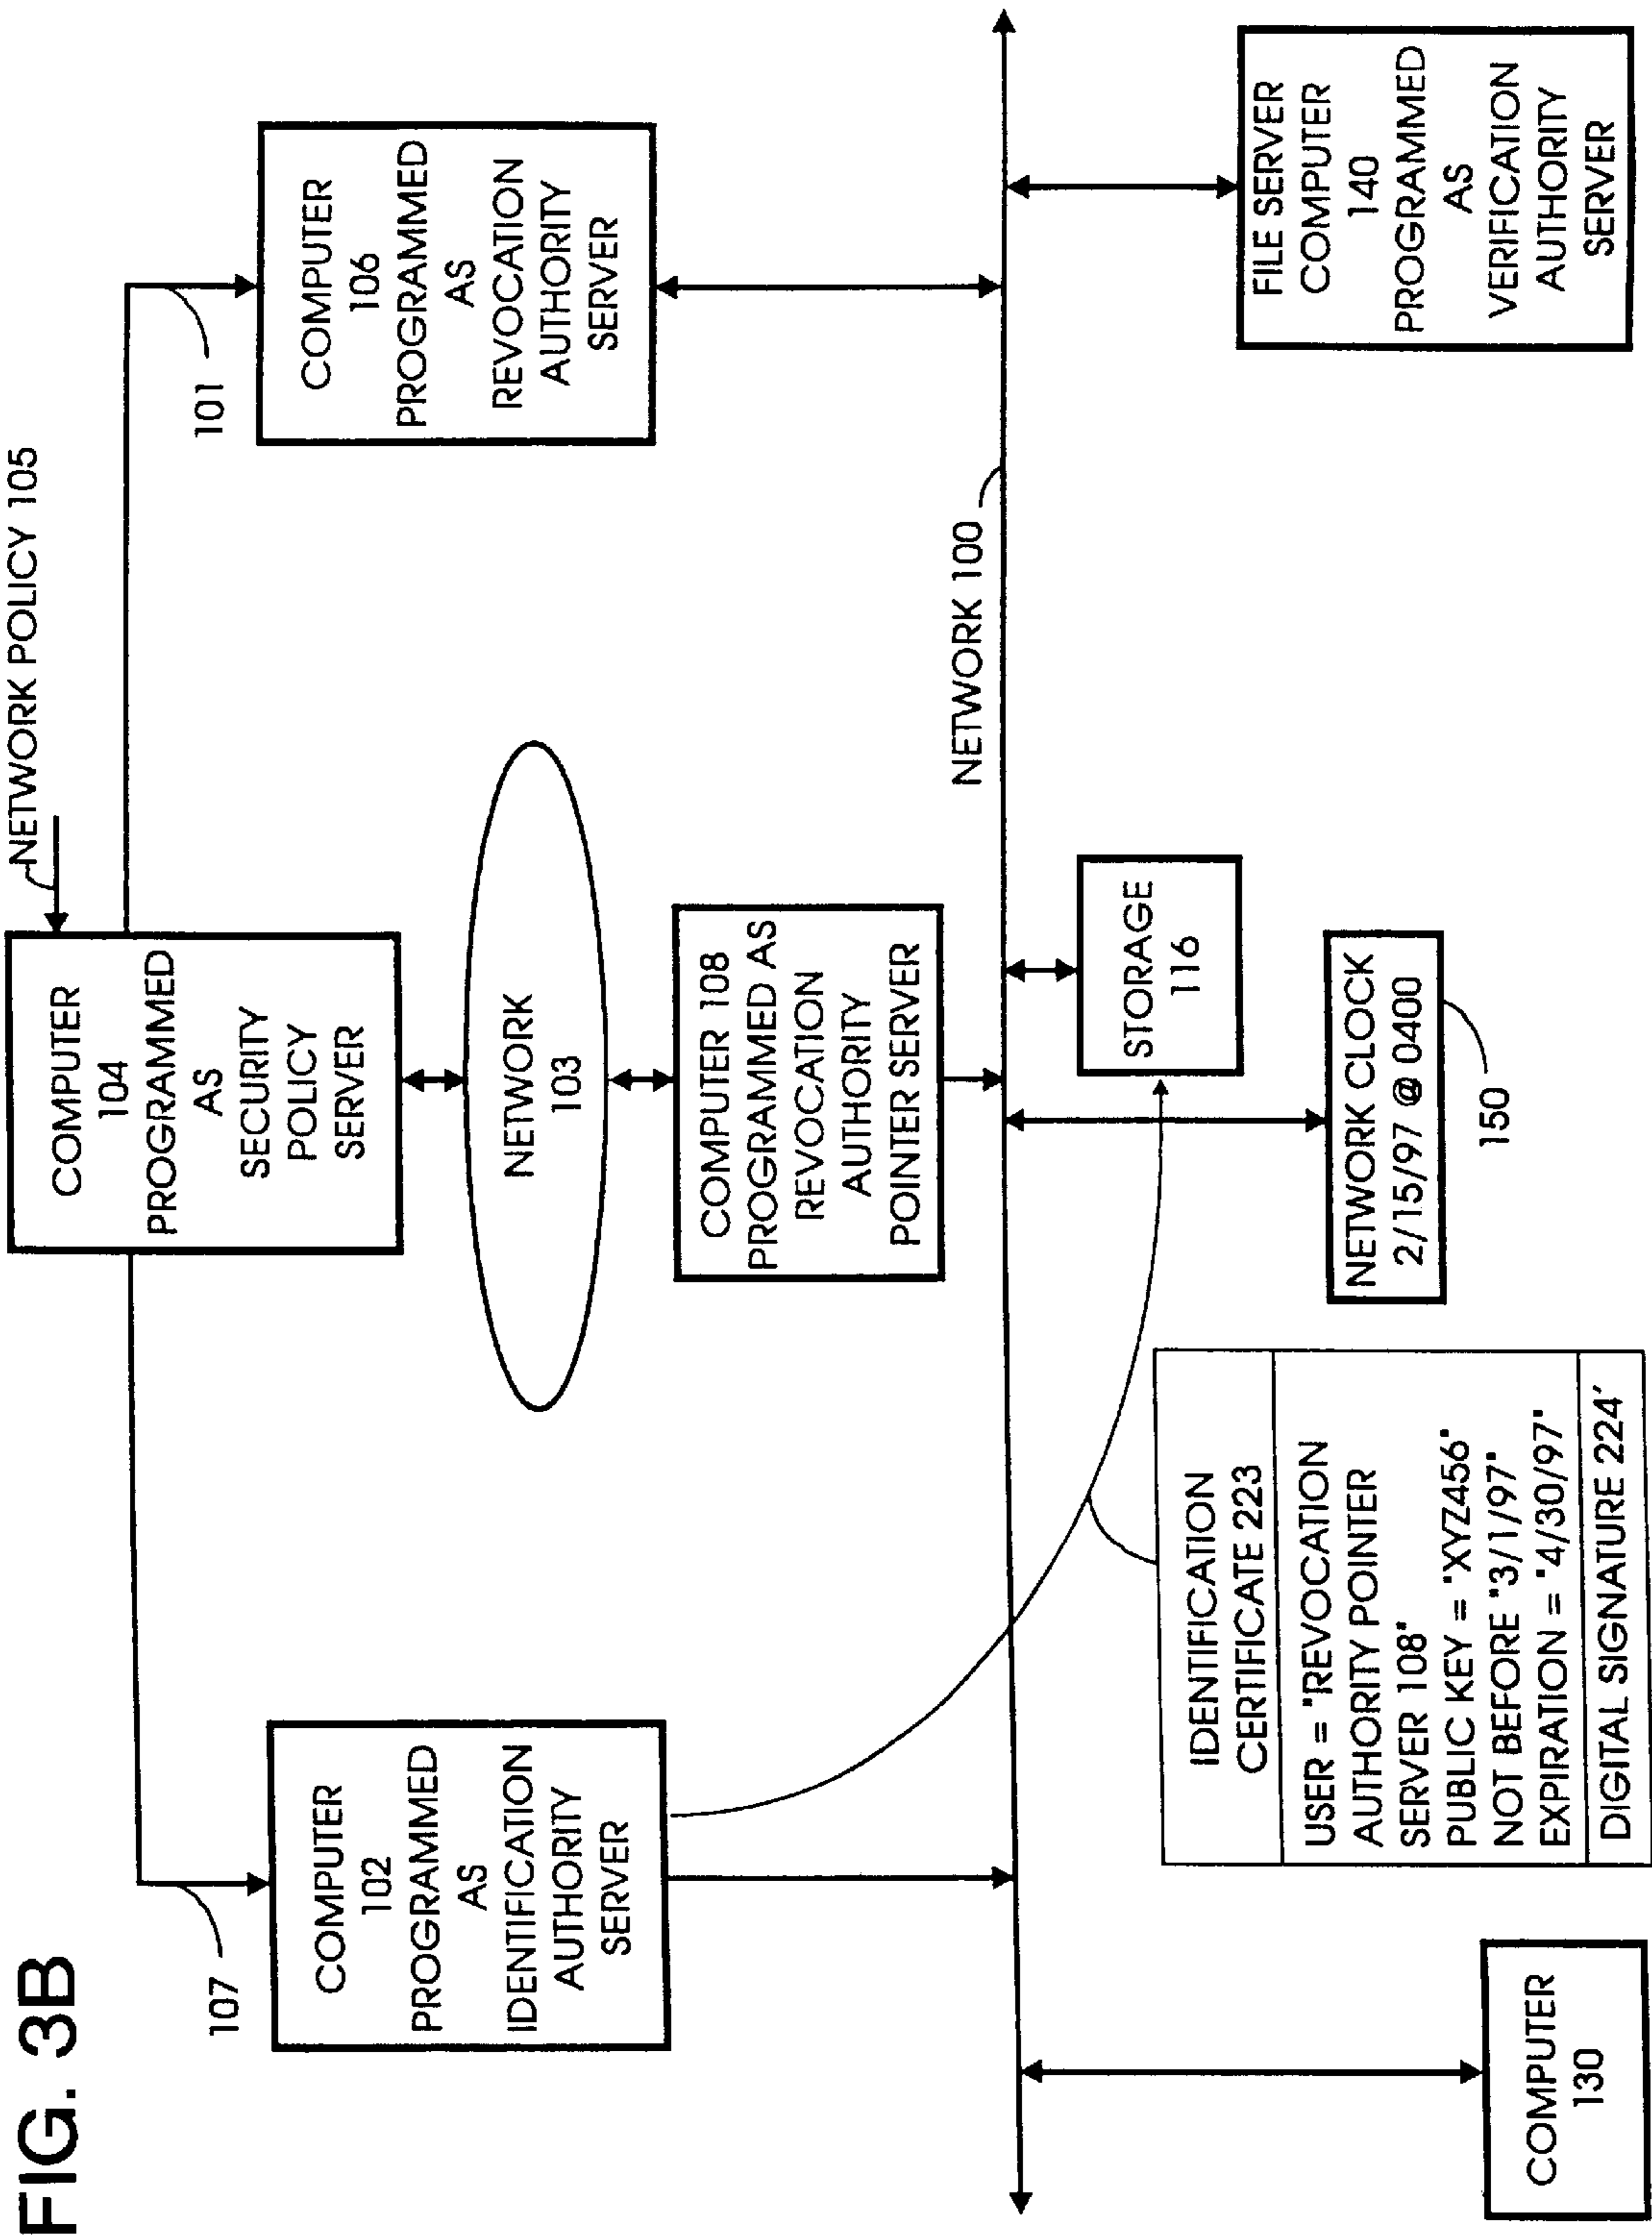 FIG. 3B
NETWORK POLICY 105
COMPUTER
104
PROGRAMMED
AS
SECURITY
POLICY
SERVER
107
101
COMPUTER
102
PROGRAMMED
AS
IDENTIFICATION
AUTHORITY
SERVER
NETWORK
103
COMPUTER
106
PROGRAMMED
AS
REVOCATION
AUTHORITY
SERVER
COMPUTER 108
PROGRAMMED AS
REVOCATION
AUTHORITY
POINTER SERVER
NETWORK 100
STORAGE
116
IDENTIFICATION
CERTIFICATE 223
USER = "REVOCATION
AUTHORITY POINTER
SERVER 108"
PUBLIC KEY = "XYZ456"
NOT BEFORE "3/1/97"
EXPIRATION = "4/30/97"
DIGITAL SIGNATURE 224'
NETWORK CLOCK
2/15/97 @ 0400
150
COMPUTER
130
FILE SERVER
COMPUTER
140
PROGRAMMED
AS
VERIFICATION
AUTHORITY
SERVER